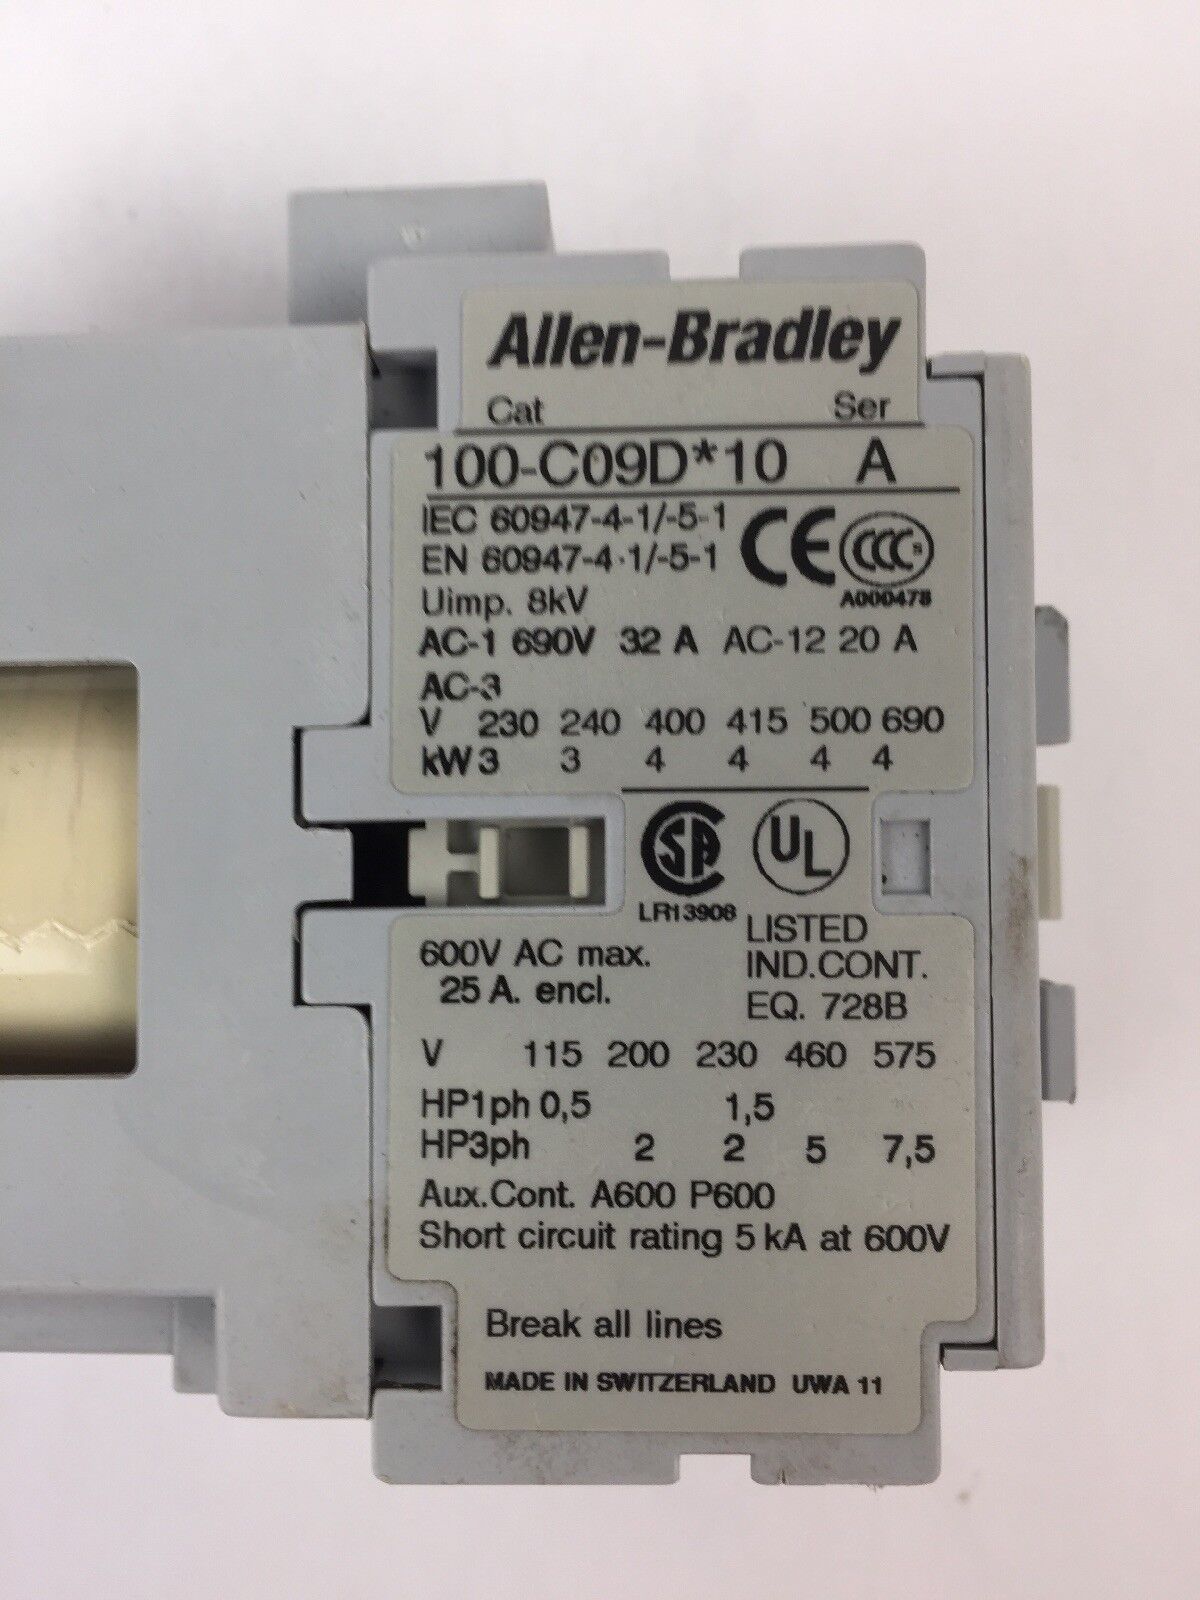 Allen-Bradley
Cat Ser
100-C09D*10 A
IEC 60947-4-1/-5-1
EN 60947-4-1/-5-1
CE CCC S
A000478
Uimp. 8kV
AC-1 690V 32 A AC-12 20 A
AC-3
V 230 240 400 415 500 690
kW 3 3 4 4 4 4
SA UL
LR13908
LISTED
IND.CONT.
EQ. 728B
600V AC max.
25 A. encl.
V 115 200 230 460 575
HP1ph 0,5 1,5
HP3ph 2 2 5 7,5
Aux.Cont. A600 P600
Short circuit rating 5 kA at 600V
Break all lines
MADE IN SWITZERLAND UWA 11